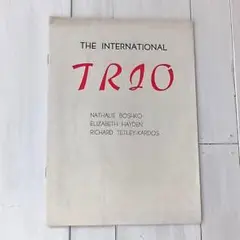 THE INTERNATIONAL
TRIO
NATHALIE BOSHKO
ELIZABETH HAYDEN
RICHARD TETLEY-KARDOS